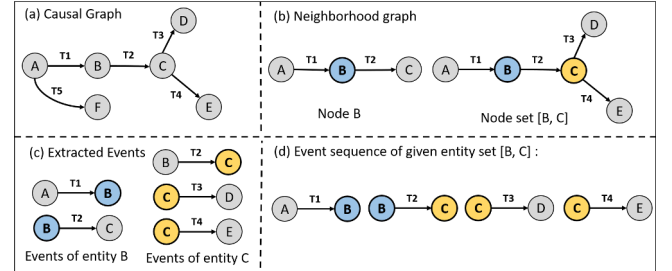 (a) Causal Graph
D
T3
A
T1
B
T2
C
T5
T4
F
E
(b) Neighborhood graph
D
T3
A
T1
B
T2
C
A
T1
B
T2
C
T4
E
Node B
Node set [B, C]
(c) Extracted Events
B
T2
C
A
T1
B
C
T3
D
B
T2
C
C
T4
E
Events of entity B
Events of entity C
(d) Event sequence of given entity set [B, C] :
A
T1
B
B
T2
C
C
T3
D
C
T4
E